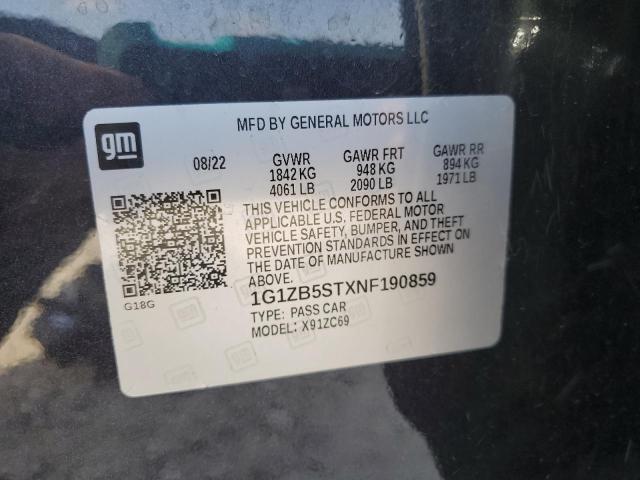 gm
MFD BY GENERAL MOTORS LLC
08/22 GVWR GAWR FRT GAWR RR
1842 KG 948 KG 894 KG
4061 LB 2090 LB 1971 LB
THIS VEHICLE CONFORMS TO ALL
APPLICABLE U.S. FEDERAL MOTOR
VEHICLE SAFETY, BUMPER, AND THEFT
PREVENTION STANDARDS IN EFFECT ON
THE DATE OF MANUFACTURE SHOWN
ABOVE.
G18G
1G1ZB5STXNF190859
TYPE: PASS CAR
MODEL: X91ZC69